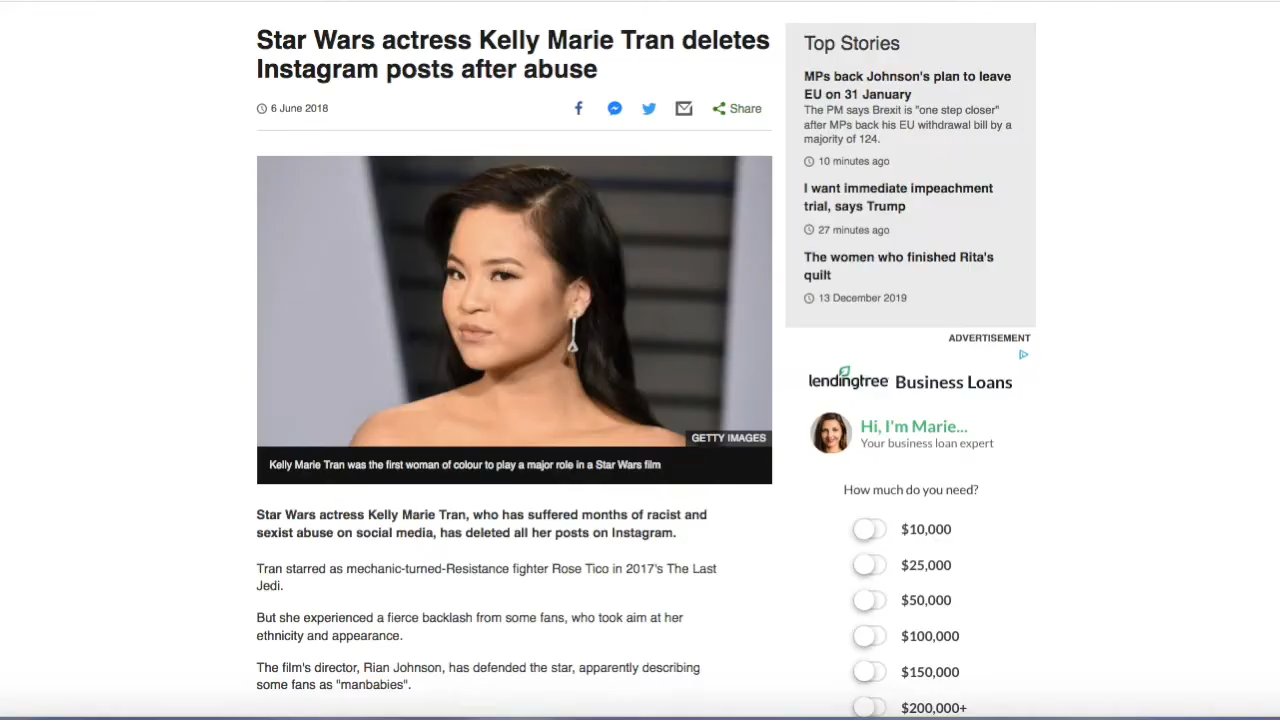 Star Wars actress Kelly Marie Tran deletes
Instagram posts after abuse
6 June 2018
Share
GETTY IMAGES
Kelly Marie Tran was the first woman of colour to play a major role in a Star Wars film
Star Wars actress Kelly Marie Tran, who has suffered months of racist and
sexist abuse on social media, has deleted all her posts on Instagram.
Tran starred as mechanic-turned-Resistance fighter Rose Tico in 2017's The Last
Jedi.
But she experienced a fierce backlash from some fans, who took aim at her
ethnicity and appearance.
The film's director, Rian Johnson, has defended the star, apparently describing
some fans as "manbabies".
Top Stories
MPs back Johnson's plan to leave
EU on 31 January
The PM says Brexit is "one step closer"
after MPs back his EU withdrawal bill by a
majority of 124.
10 minutes ago
I want immediate impeachment
trial, says Trump
27 minutes ago
The women who finished Rita's
quilt
13 December 2019
ADVERTISEMENT
lendingtree Business Loans
Hi, I'm Marie...
Your business loan expert
How much do you need?
$10,000
$25,000
$50,000
$100,000
$150,000
$200,000+